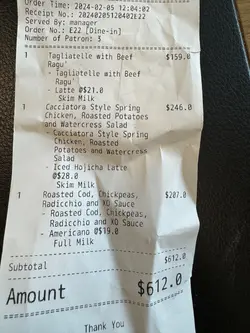 Order Time: 2024-02-05 12:04:02
Receipt No.: 20240205120402E22
Served By: manager
Order No.: E22 [Dine-in]
Number of Patron: 3
1 Tagliatelle with Beef $159.0
Ragu'
- Tagliatelle with Beef
Ragu'
- Latte @$21.0
Skim Milk
1 Cacciatora Style Spring $246.0
Chicken, Roasted Potatoes
and Watercress Salad
- Cacciatora Style Spring
Chicken, Roasted
Potatoes and Watercress
Salad
- Iced Hojicha Latte
@$28.0
Skim Milk
1 Roasted Cod, Chickpeas, $207.0
Radicchio and XO Sauce
- Roasted Cod, Chickpeas,
Radicchio and XO Sauce
- Americano @$19.0
Full Milk
Subtotal $612.0
Amount $612.0
Thank You